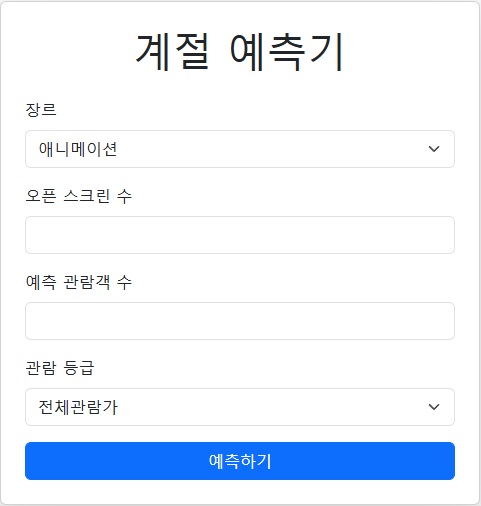 계절 예측기
장르
애니메이션
오픈 스크린 수
예측 관람객 수
관람 등급
전체관람가
예측하기